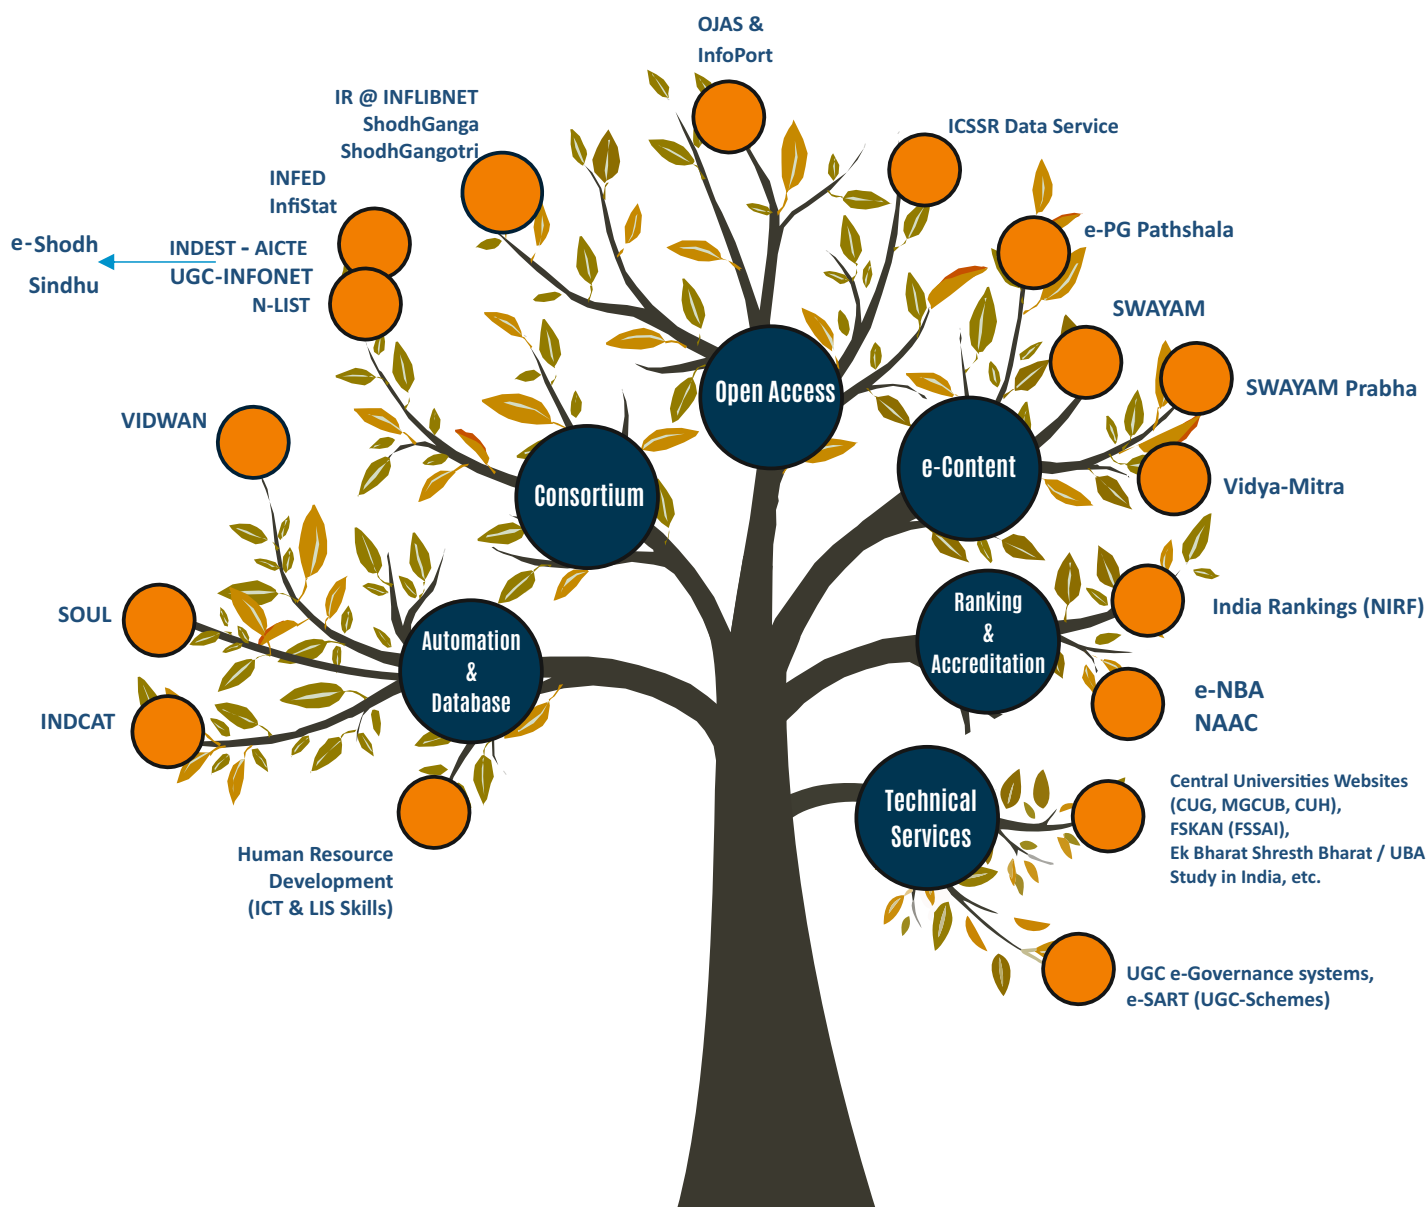 OJAS &
InfoPort
IR @ INFLIBNET
ShodhGanga
ShodhGangotri
ICSSR Data Service
INFED
InfiStat
e-Shodh
Sindhu
INDEST - AICTE
UGC-INFONET
N-LIST
e-PG Pathshala
SWAYAM
SWAYAM Prabha
Vidya-Mitra
VIDWAN
Open Access
e-Content
Consortium
SOUL
INDCAT
Automation
&
Database
Ranking
&
Accreditation
India Rankings (NIRF)
e-NBA
NAAC
Human Resource
Development
(ICT & LIS Skills)
Technical
Services
Central Universities Websites
(CUG, MGCUB, CUH),
FSKAN (FSSAI),
Ek Bharat Shresth Bharat / UBA
Study in India, etc.
UGC e-Governance systems,
e-SART (UGC-Schemes)